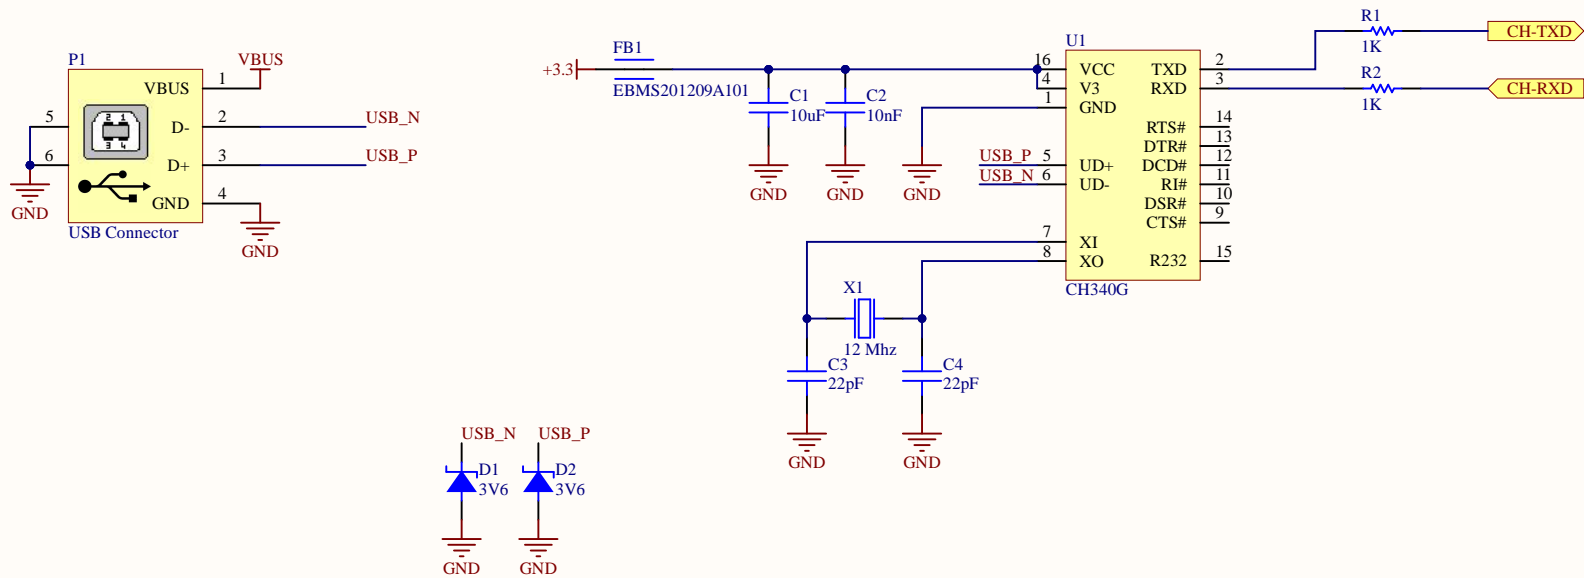 P1
VBUS
VBUS
1
D-
2
USB_N
5
2 1
3 4
D+
3
USB_P
6
GND
4
GND
USB Connector
GND
+3.3
FB1
EBMS201209A101
C1
10uF
GND
C2
10nF
GND
GND
U1
16
VCC
4
V3
1
GND
USB_P
5
UD+
USB_N
6
UD-
7
XI
8
XO
TXD
2
RXD
3
RTS#
14
DTR#
13
DCD#
12
RI#
11
DSR#
10
CTS#
9
R232
15
CH340G
R1
1K
CH-TXD
R2
1K
CH-RXD
X1
12 Mhz
C3
22pF
GND
C4
22pF
GND
USB_N
D1
3V6
GND
USB_P
D2
3V6
GND